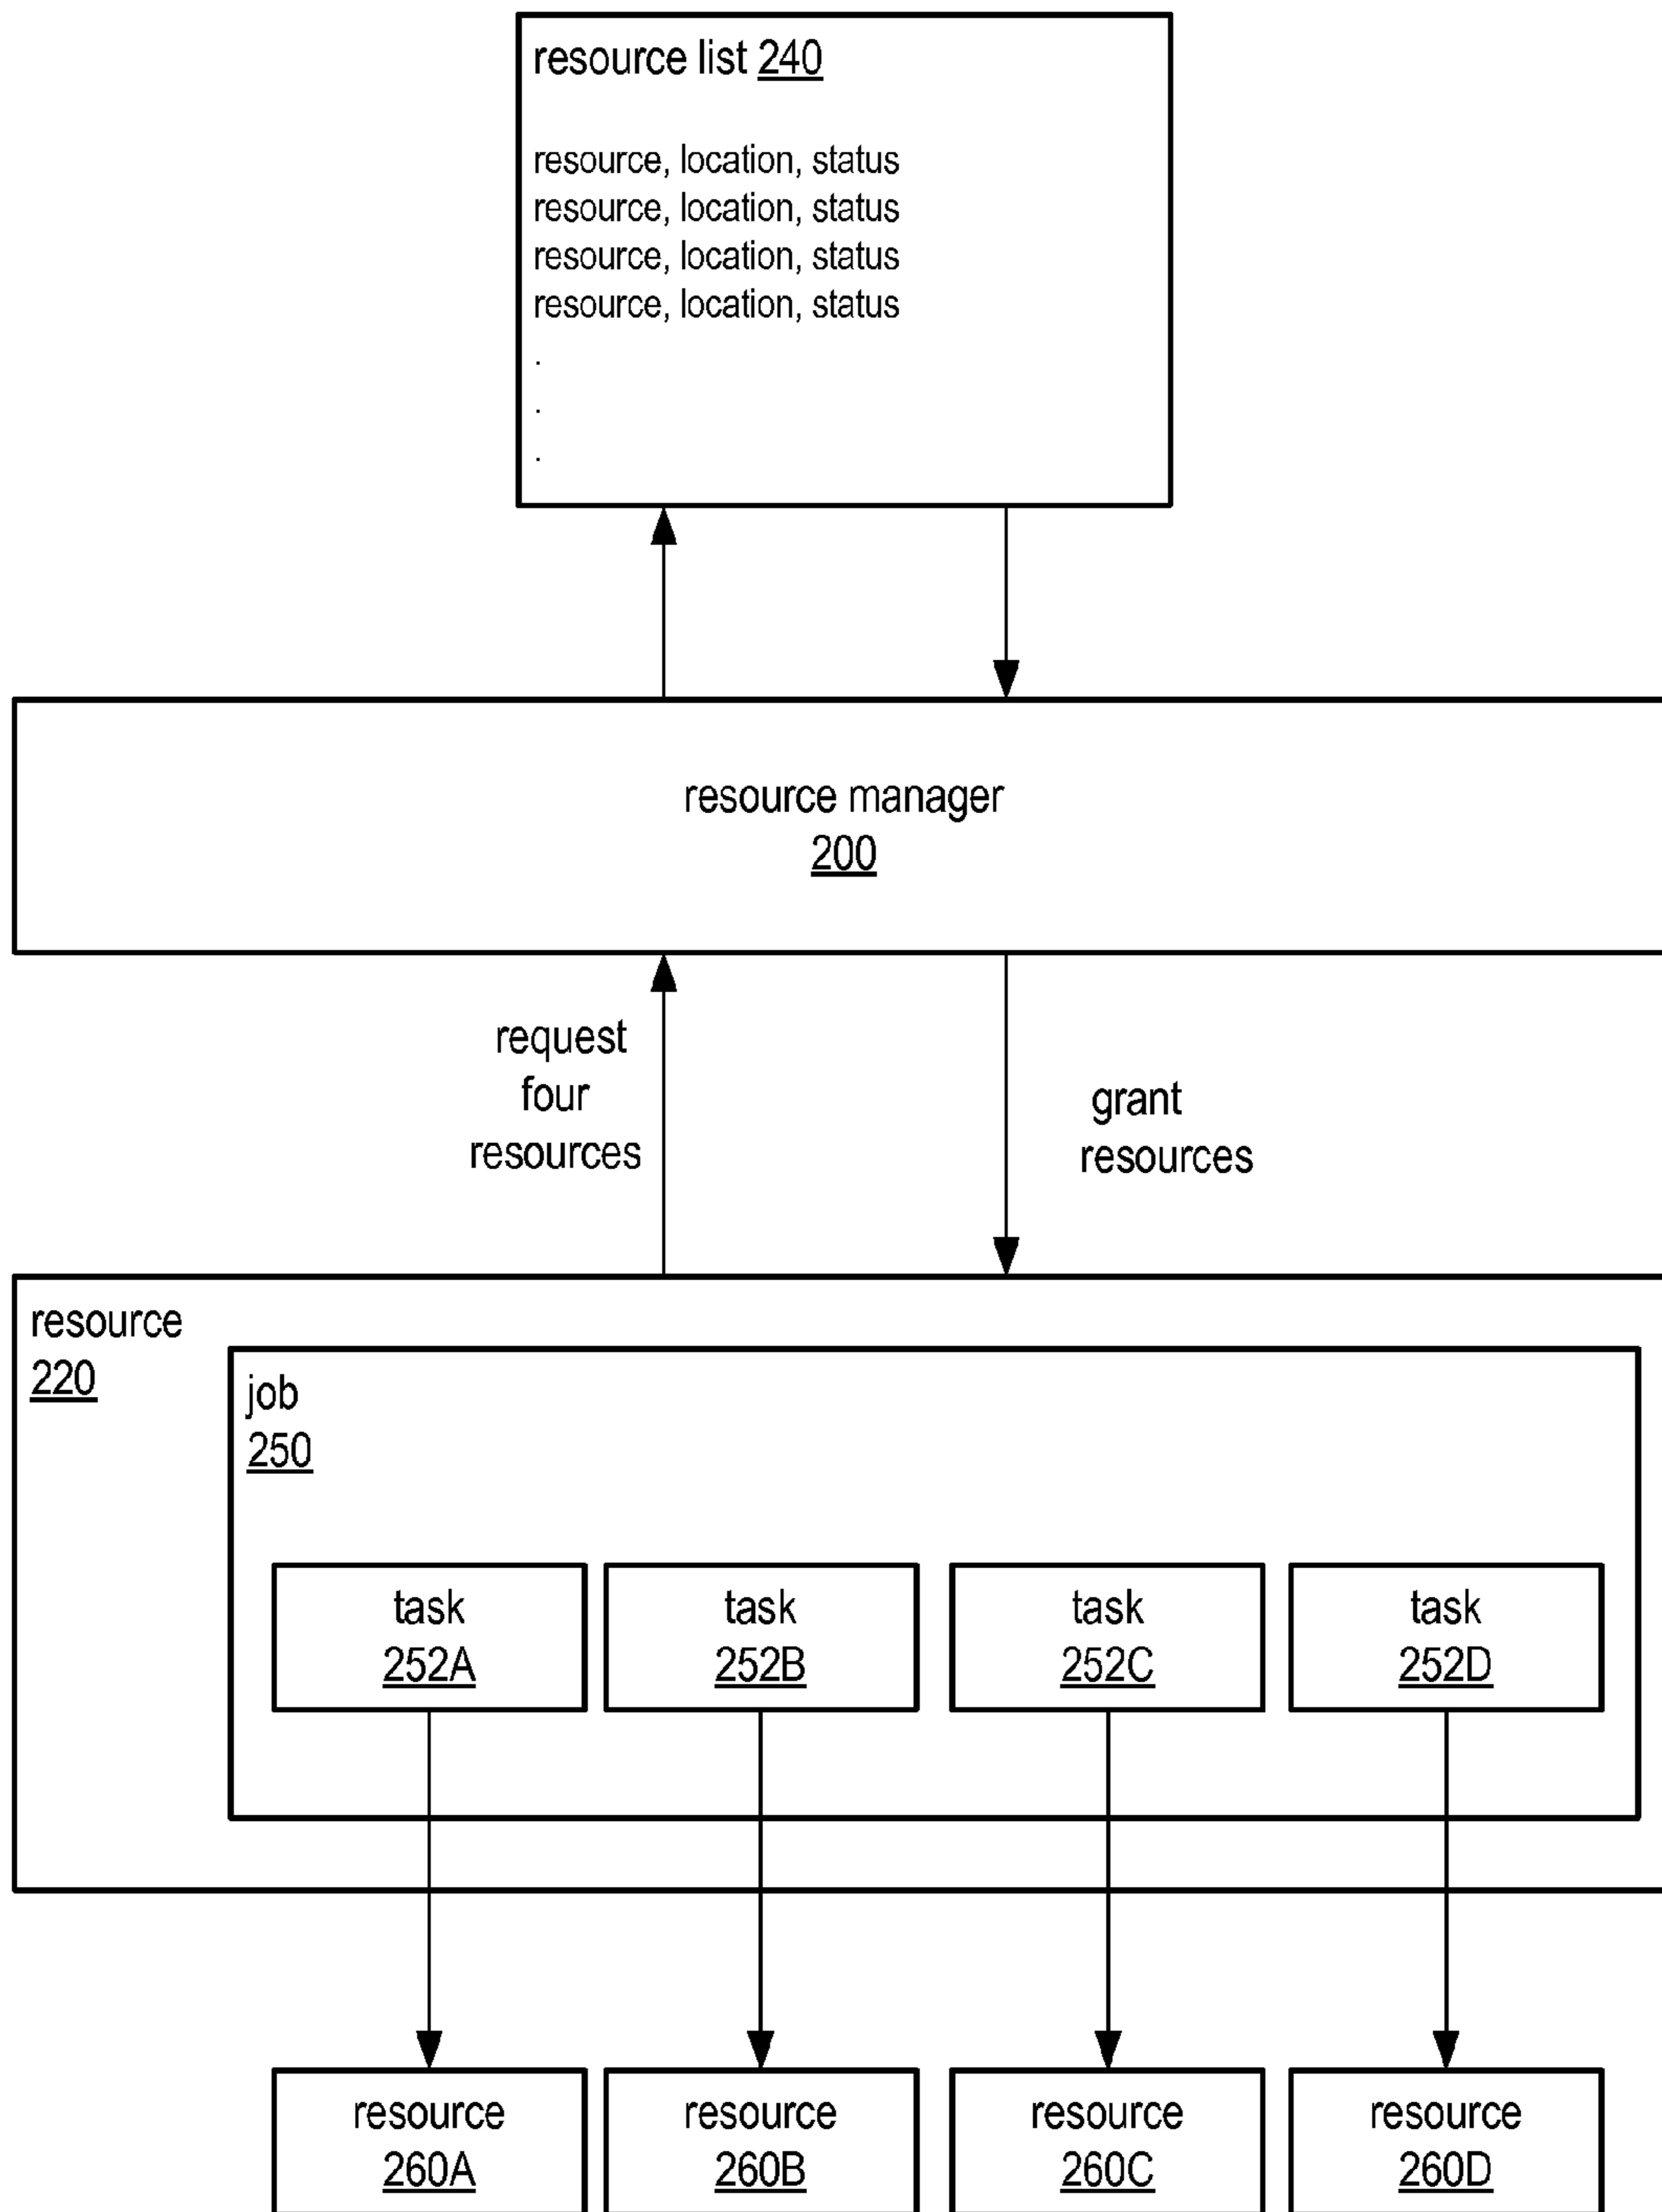 resource list 240
resource, location, status
resource, location, status
resource, location, status
resource, location, status
.
.
.
resource manager
200
request
four
resources
grant
resources
resource
220
job
250
task
252A
task
252B
task
252C
task
252D
resource
260A
resource
260B
resource
260C
resource
260D